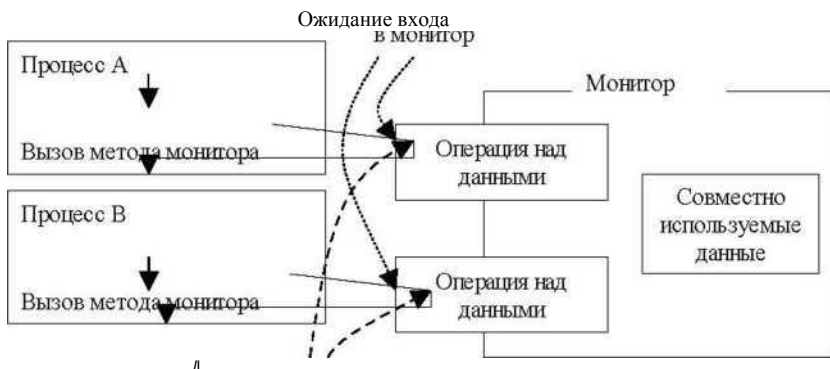 Ожидание входа
в монитор
Процесс А
Вызов метода монитора
Процесс В
Вызов метода монитора
Операция над
данными
Операция над
данными
Монитор
Совместно
используемые
данные